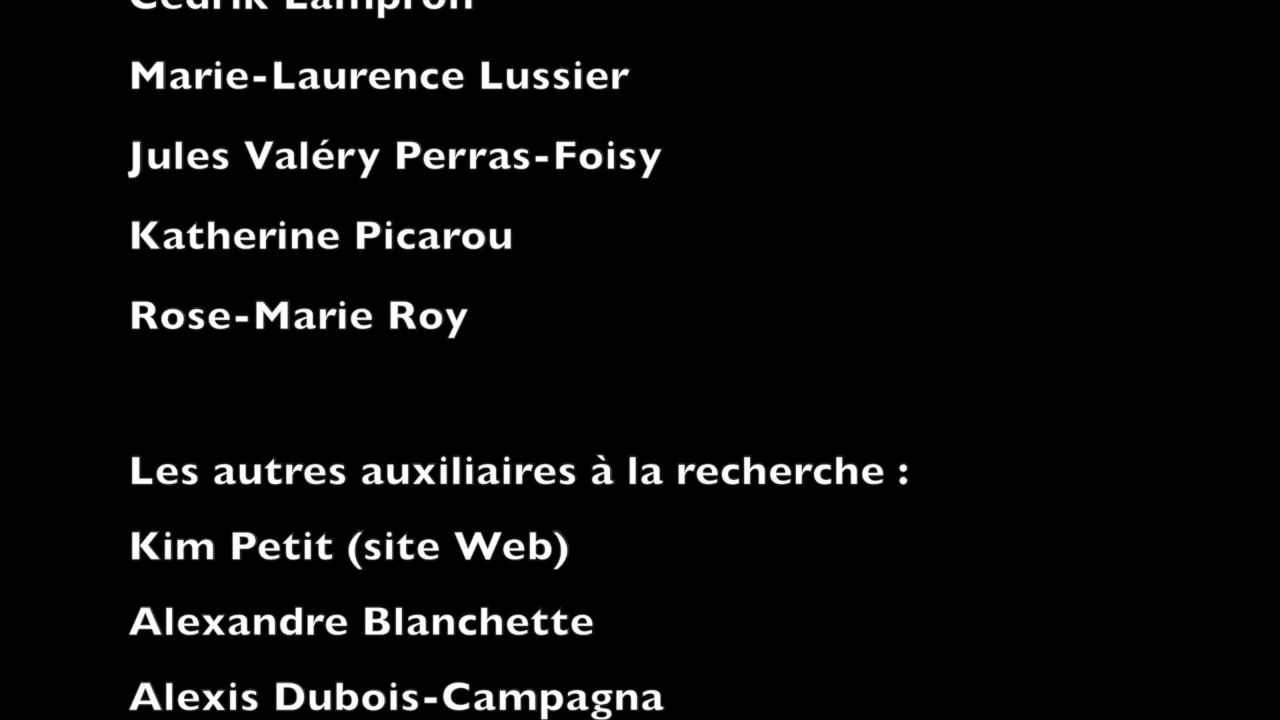 Cedrik Lampron
Marie-Laurence Lussier
Jules Valéry Perras-Foisy
Katherine Picarou
Rose-Marie Roy
Les autres auxiliaires à la recherche :
Kim Petit (site Web)
Alexandre Blanchette
Alexis Dubois-Campagna